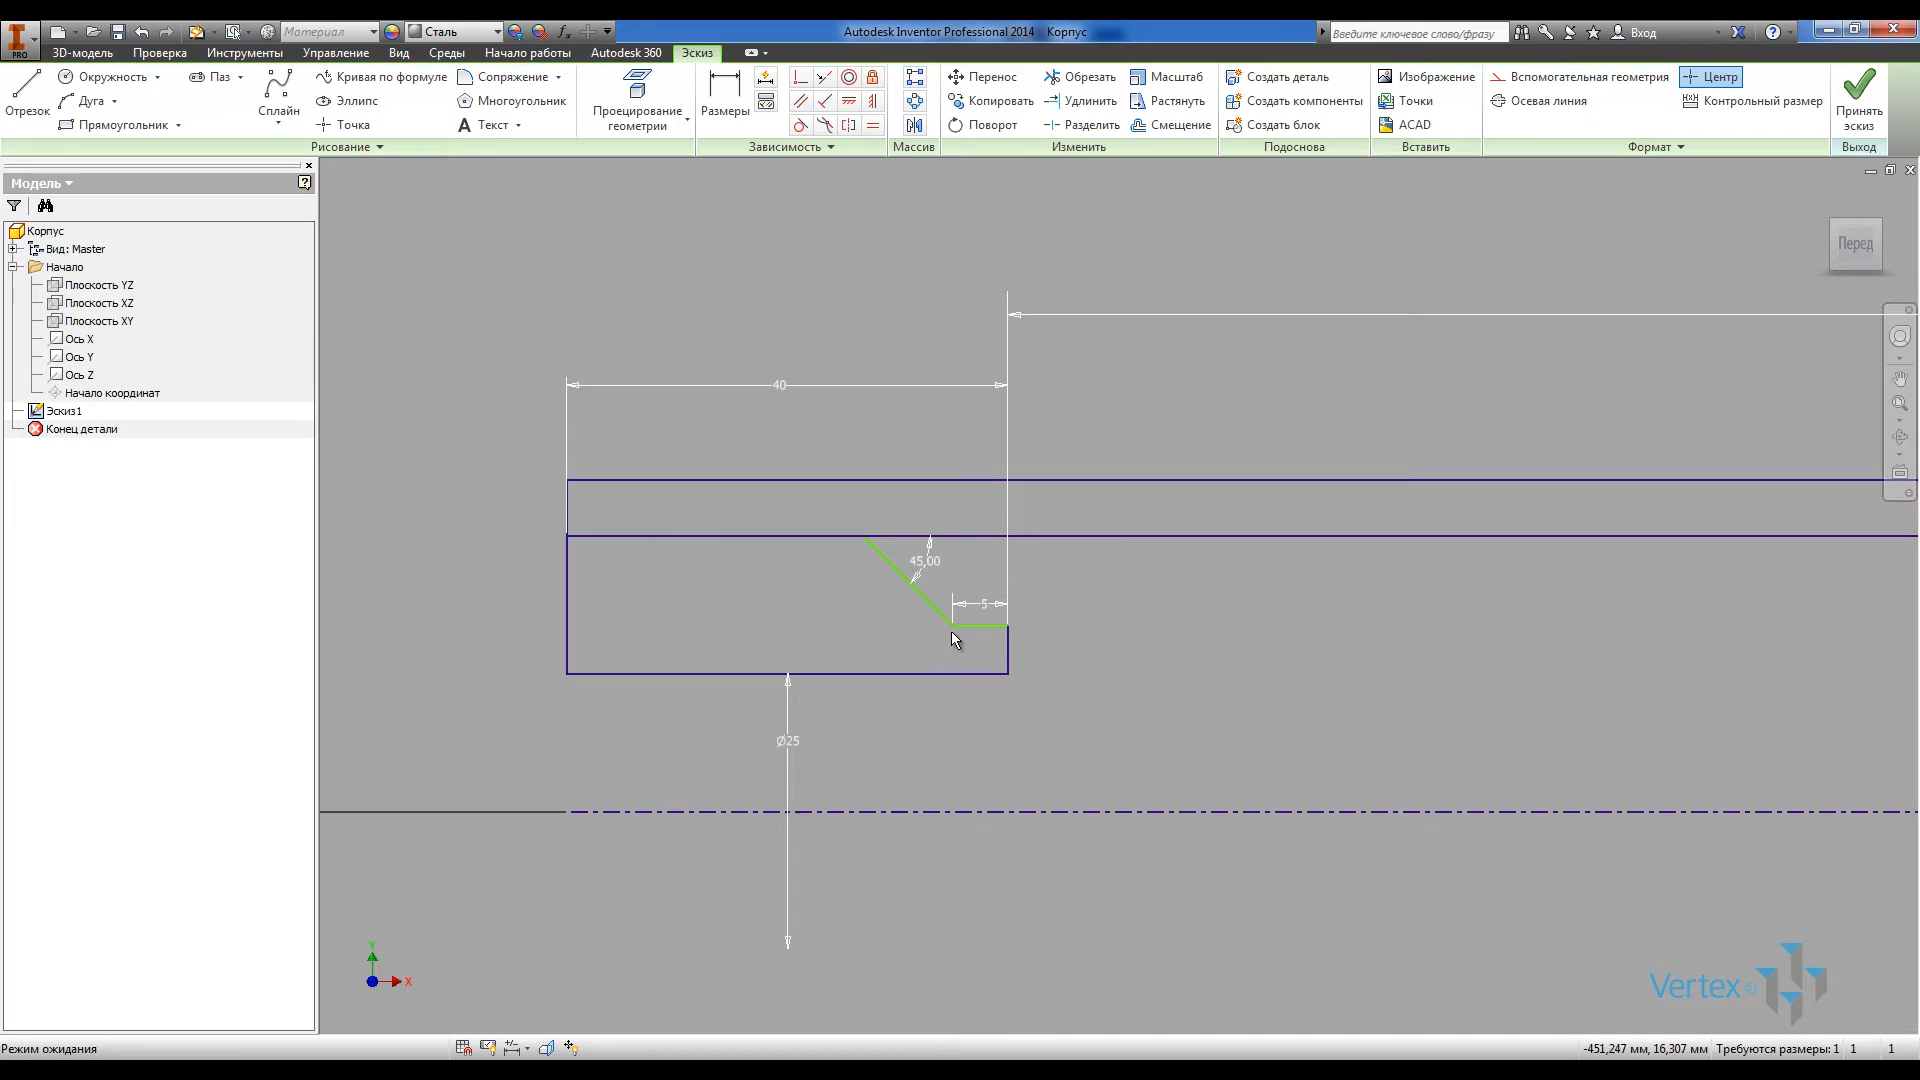 Материал
Сталь
Autodesk Inventor Professional 2014 Корпус
Введите ключевое слово/фразу
Вход
PRO
3D-модель Проверка Инструменты Управление Вид Среды Начало работы Autodesk 360 Эскиз
Отрезок
Окружность
Дуга
Прямоугольник
Паз
Сплайн
Кривая по формуле
Эллипс
Точка
Сопряжение
Многоугольник
Текст
Проецирование
геометрии
Размеры
Перенос
Копировать
Поворот
Обрезать
Удлинить
Разделить
Масштаб
Растянуть
Смещение
Создать деталь
Создать компоненты
Создать блок
Изображение
Точки
ACAD
Вспомогательная геометрия
Осевая линия
Центр
Контрольный размер
Принять
эскиз
Рисование Зависимость Массив Изменить Подоснова Вставить Формат Выход
Модель
Корпус
Вид: Master
Начало
Плоскость YZ
Плоскость XZ
Плоскость XY
Ось X
Ось Y
Ось Z
Начало координат
Эскиз1
Конец детали
Перед
40
45,00
5
Ø25
Y
X
Vertex
Режим ожидания
-451,247 мм, 16,307 мм Требуются размеры: 1 1 1